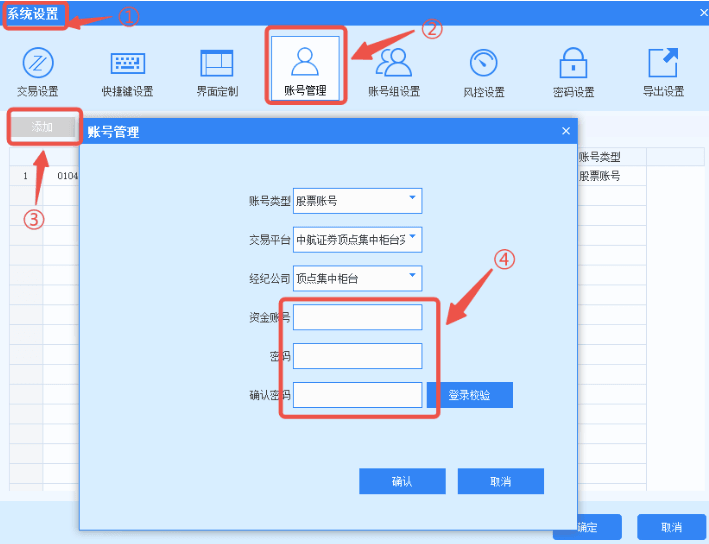 系统设置
①
②
交易设置
快捷键设置
界面定制
账号管理
账号组设置
风控设置
密码设置
导出设置
添加
账号管理
账号类型
1
0104
股票账号
③
账号类型
股票账号
交易平台
中航证券顶点集中柜台
经纪公司
顶点集中柜台
④
资金账号
密码
确认密码
登录校验
确认
取消
确定
取消